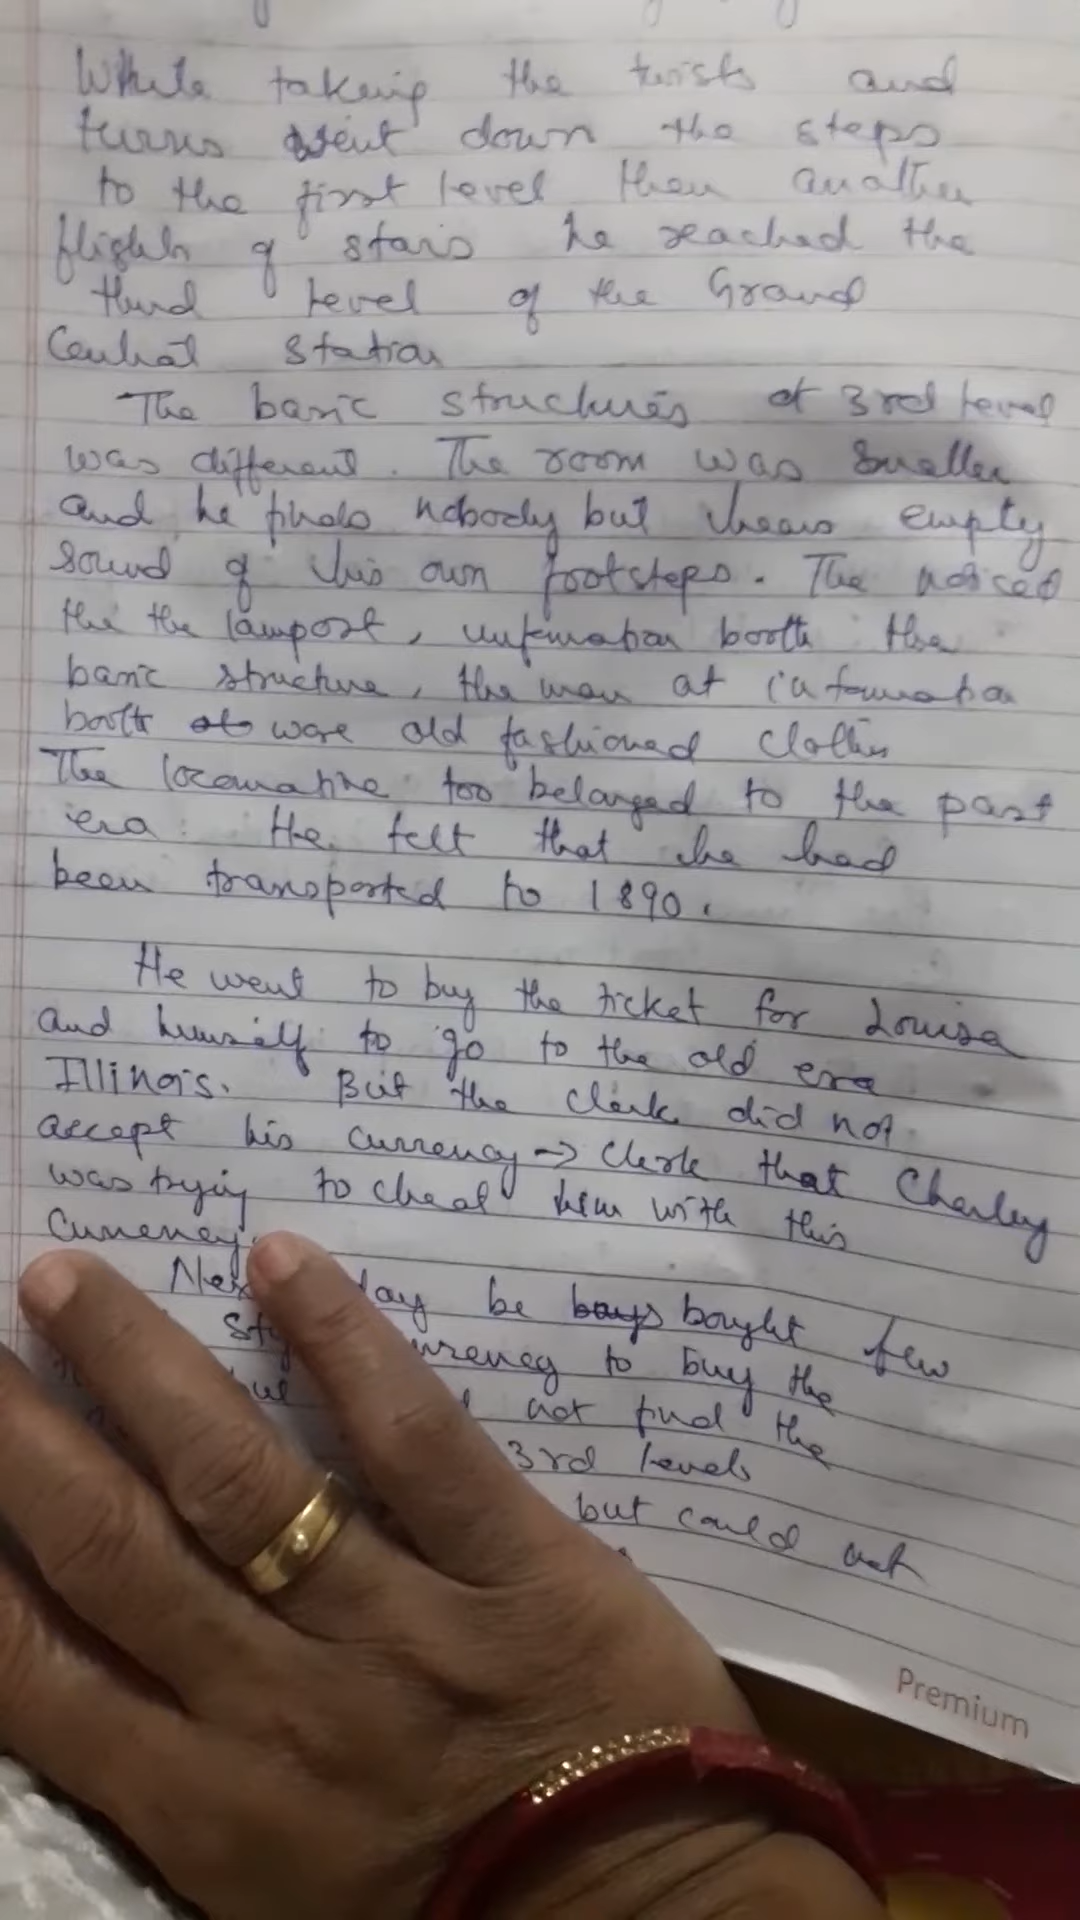 While taking the twists and
turns went down the steps
to the first level then another
flight of stais he reached the
third level of the Grand
Central Station
The basic structures at 3rd level
was different. The room was smaller
and he finds nobody but hears empty
sound of his own footsteps. The noticed
the the lampost, information booth the
basic structure, the man at information
booth wore old fashioned clothes
The locomotive too belonged to the past
era. He felt that he had
been transported to 1890.
He went to buy the ticket for Louisa
and himself to go to the old era
Illinois. But the clerk did not
accept his currency → Clerk that Charley
was trying to cheat him with this
Currency.
day he buys bought few
to buy the
not find the
3rd levels
but could not
Premium